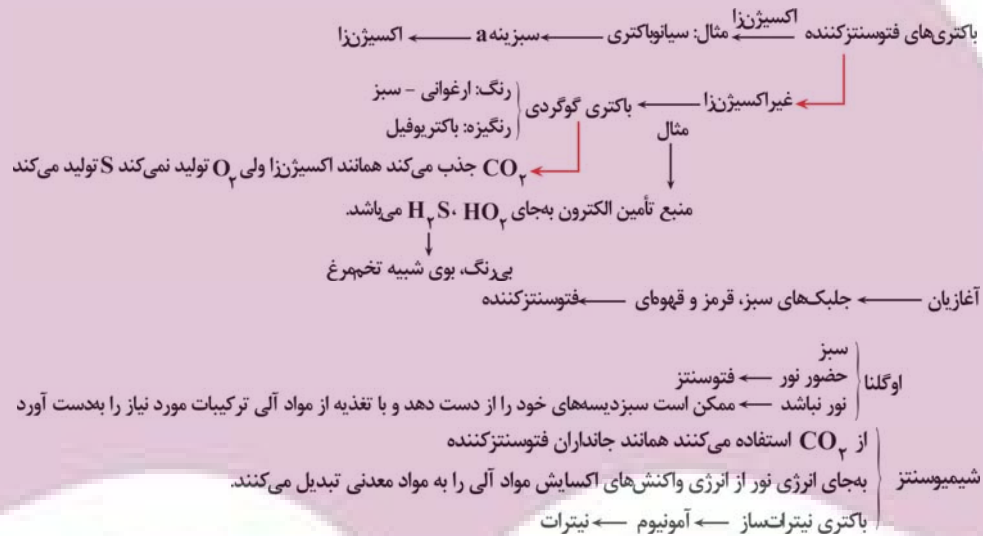 باکتری‌های فتوسنتزکننده اکسیژن‌زا ← مثال: سیانوباکتری ← سبزینه a ← اکسیژن‌زا
غیراکسیژن‌زا ← باکتری گوگردی
رنگ: ارغوانی – سبز
رنگیزه: باکتریوفیل
مثال
CO₂ جذب می‌کند همانند اکسیژن‌زا ولی O₂ تولید نمی‌کند S تولید می‌کند
منبع تأمین الکترون به‌جای HO₂، H₂S می‌باشد.
بی‌رنگ، بوی شبیه تخم‌مرغ
آغازیان ← جلبک‌های سبز، قرمز و قهوه‌ای ← فتوسنتزکننده
اوگلنا
سبز
حضور نور ← فتوسنتز
نور نباشد ← ممکن است سبزدیسه‌های خود را از دست دهد و با تغذیه از مواد آلی ترکیبات مورد نیاز را به‌دست آورد
شیمیوسنتز
از CO₂ استفاده می‌کنند همانند جانداران فتوسنتزکننده
به‌جای انرژی نور از انرژی واکنش‌های اکسایش مواد آلی را به مواد معدنی تبدیل می‌کنند.
باکتری نیترات‌ساز ← آمونیوم ← نیترات